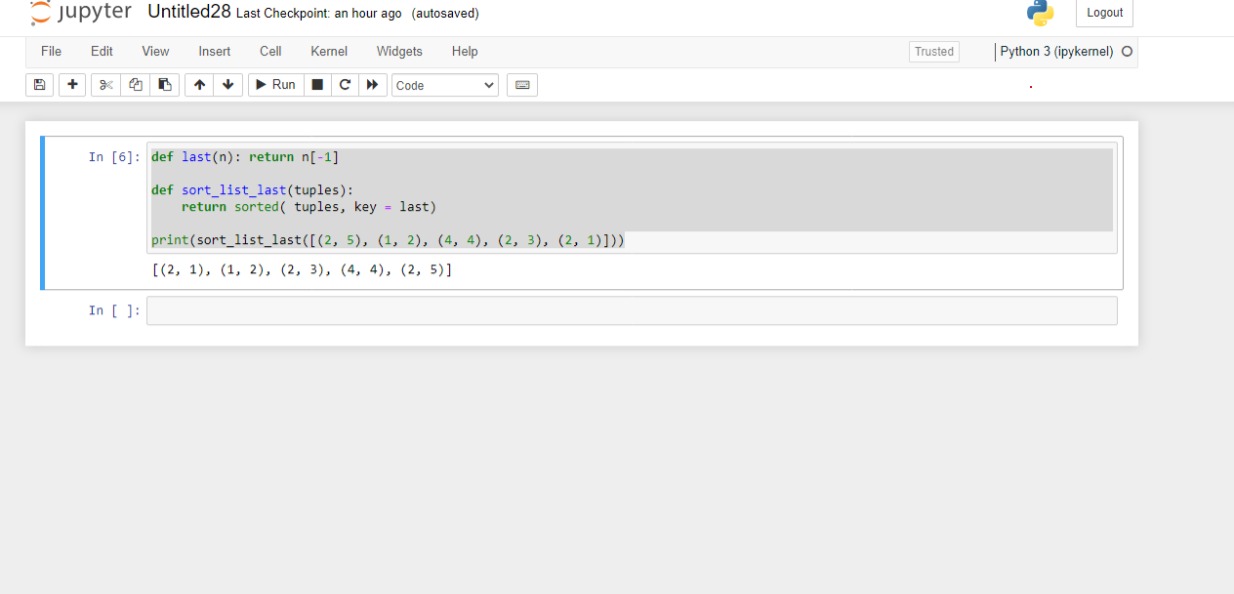 jupyter Untitled28 Last Checkpoint: an hour ago (autosaved)
Logout
File Edit View Insert Cell Kernel Widgets Help
Trusted
Python 3 (ipykernel)
Run
Code
In [6]: def last(n): return n[-1]
def sort_list_last(tuples):
    return sorted( tuples, key = last)
print(sort_list_last([(2, 5), (1, 2), (4, 4), (2, 3), (2, 1)]))
[(2, 1), (1, 2), (2, 3), (4, 4), (2, 5)]
In [ ]: